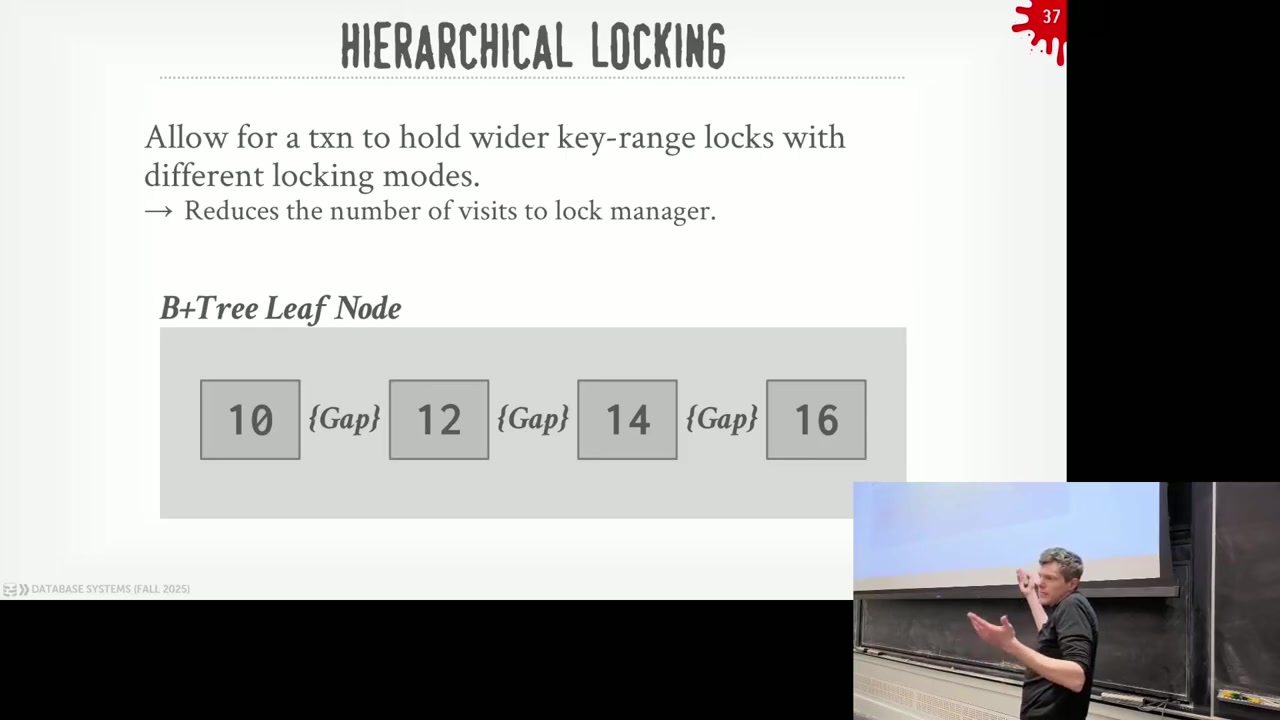 HIERARCHICAL LOCKING
37
Allow for a txn to hold wider key-range locks with
different locking modes.
→ Reduces the number of visits to lock manager.
B+Tree Leaf Node
10 {Gap} 12 {Gap} 14 {Gap} 16
DATABASE SYSTEMS (FALL 2025)